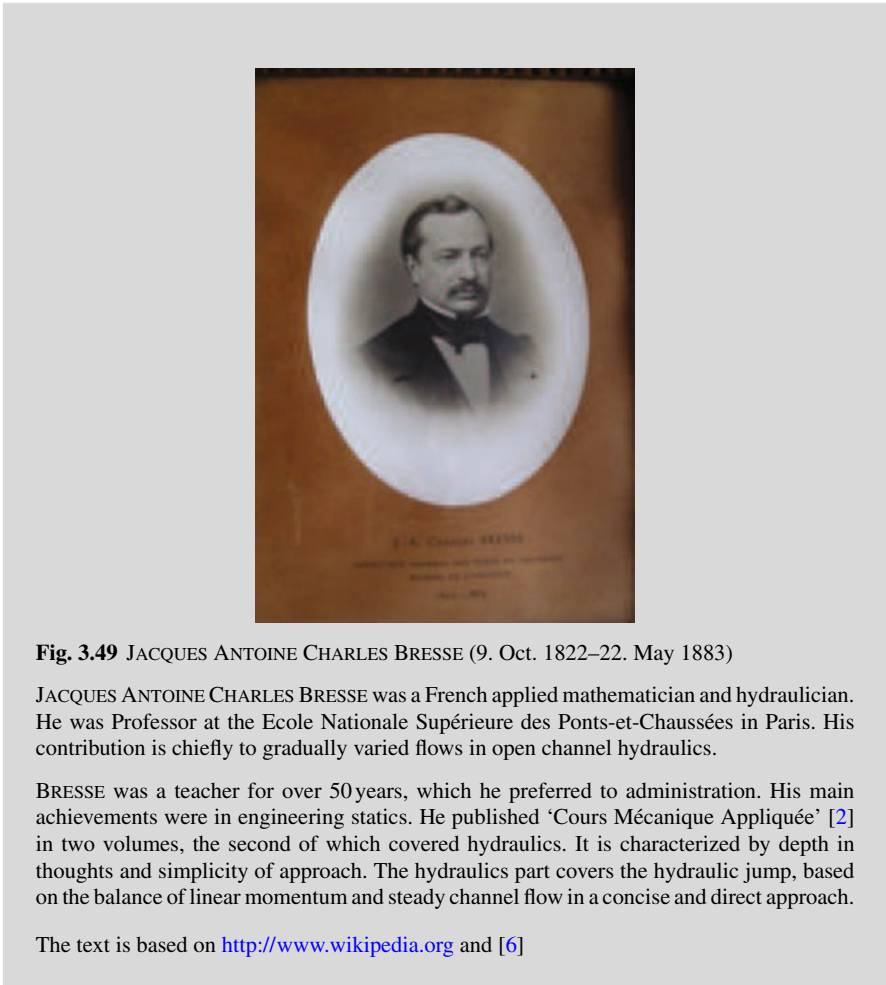 J.-A. Charles BRESSE
Fig. 3.49 JACQUES ANTOINE CHARLES BRESSE (9. Oct. 1822–22. May 1883)
JACQUES ANTOINE CHARLES BRESSE was a French applied mathematician and hydraulician.
He was Professor at the Ecole Nationale Supérieure des Ponts-et-Chaussées in Paris. His
contribution is chiefly to gradually varied flows in open channel hydraulics.
BRESSE was a teacher for over 50 years, which he preferred to administration. His main
achievements were in engineering statics. He published ‘Cours Mécanique Appliquée’ [2]
in two volumes, the second of which covered hydraulics. It is characterized by depth in
thoughts and simplicity of approach. The hydraulics part covers the hydraulic jump, based
on the balance of linear momentum and steady channel flow in a concise and direct approach.
The text is based on http://www.wikipedia.org and [6]